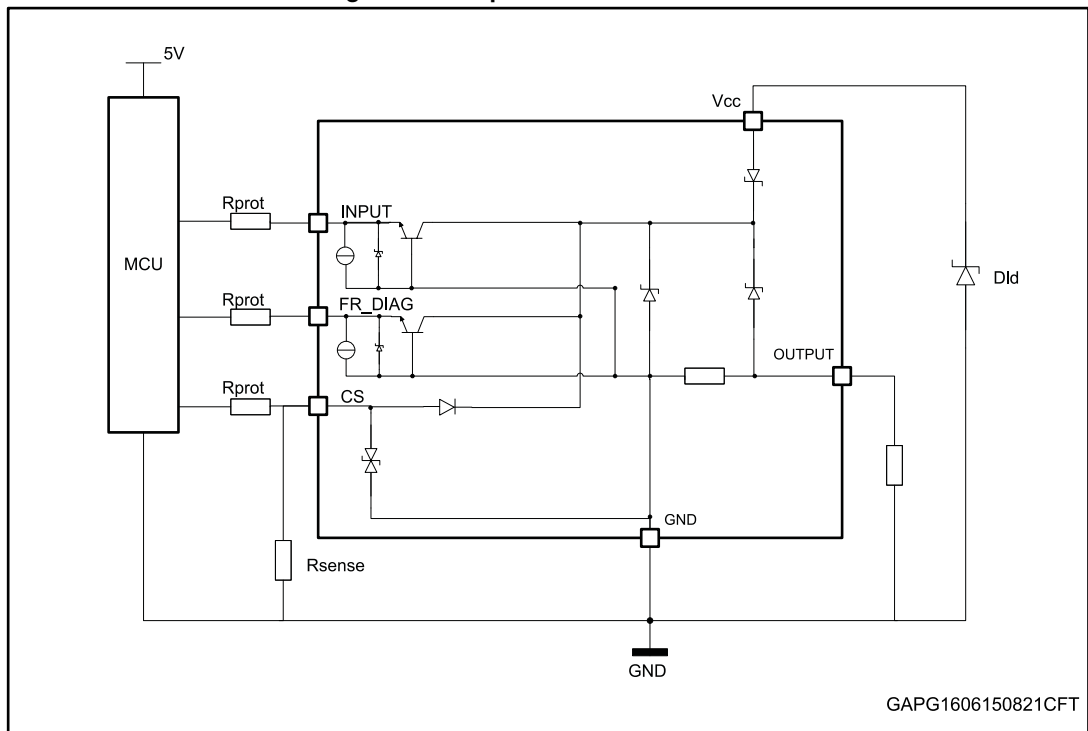 5V
Vcc
Rprot
INPUT
MCU
Dld
Rprot
FR_DIAG
OUTPUT
Rprot
CS
GND
Rsense
GND
GAPG1606150821CFT